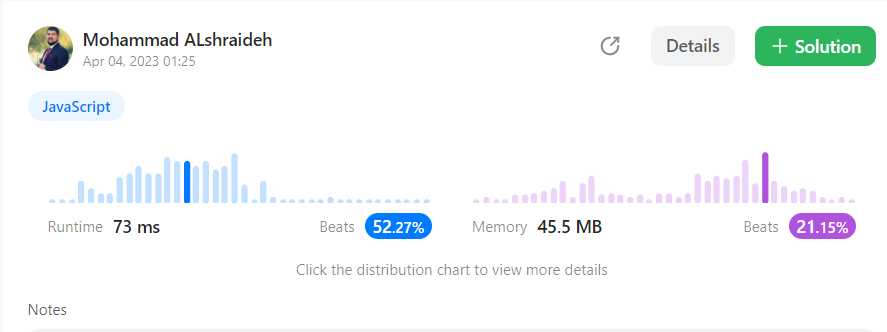 Mohammad ALshraideh
Apr 04, 2023 01:25
Details
+ Solution
JavaScript
Runtime 73 ms Beats 52.27%
Memory 45.5 MB Beats 21.15%
Click the distribution chart to view more details
Notes